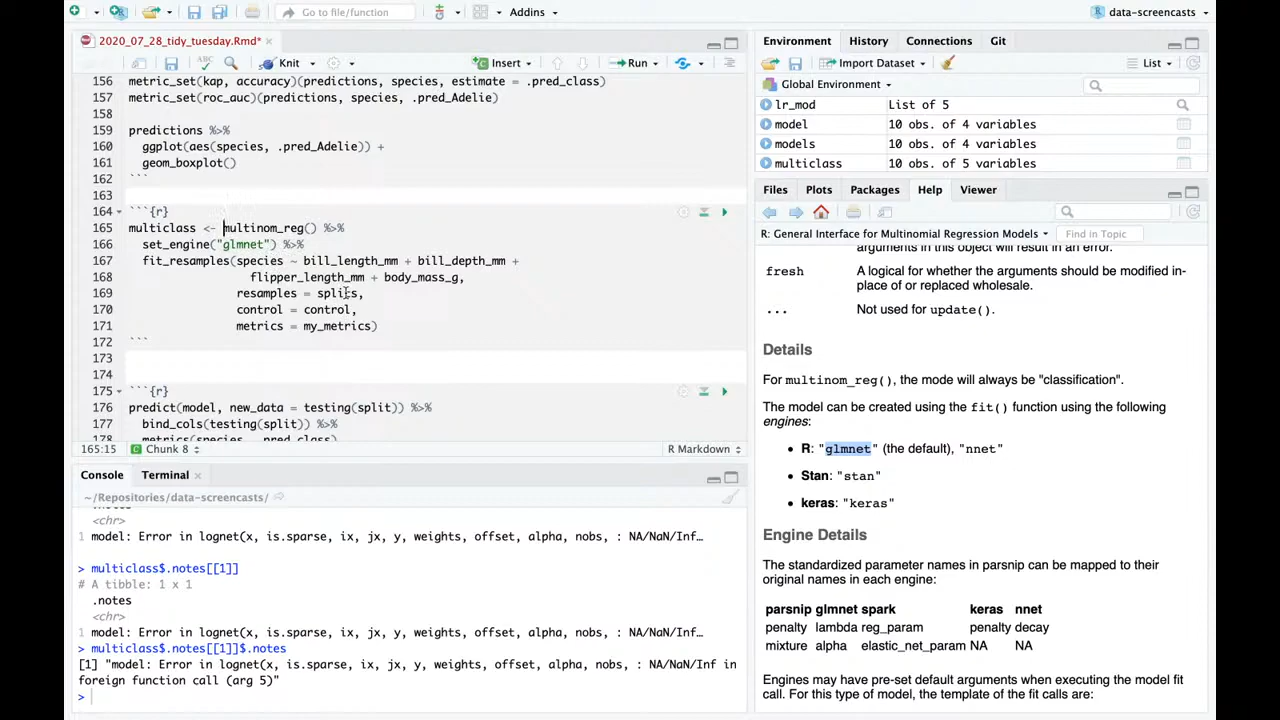 Go to file/function
Addins
data-screencasts
2020_07_28_tidy_tuesday.Rmd*
Knit
Insert
Run
156 metric_set(kap, accuracy)(predictions, species, estimate = .pred_class)
157 metric_set(roc_auc)(predictions, species, .pred_Adelie)
158
159 predictions %>%
160 ggplot(aes(species, .pred_Adelie)) +
161 geom_boxplot()
162 ```
163
164 ```{r}
165 multiclass <- multinom_reg() %>%
166 set_engine("glmnet") %>%
167 fit_resamples(species ~ bill_length_mm + bill_depth_mm +
168 flipper_length_mm + body_mass_g,
169 resamples = splits,
170 control = control,
171 metrics = my_metrics)
172 ```
173
174
175 ```{r}
176 predict(model, new_data = testing(split)) %>%
177 bind_cols(testing(split)) %>%
178 metrics(species, .pred_class)
165:15
Chunk 8
R Markdown
Console
Terminal
~/Repositories/data-screencasts/
.notes
<chr>
1 model: Error in lognet(x, is.sparse, ix, jx, y, weights, offset, alpha, nobs, : NA/NaN/Inf…
> multiclass$.notes[[1]]
# A tibble: 1 x 1
.notes
<chr>
1 model: Error in lognet(x, is.sparse, ix, jx, y, weights, offset, alpha, nobs, : NA/NaN/Inf…
> multiclass$.notes[[1]]$.notes
[1] "model: Error in lognet(x, is.sparse, ix, jx, y, weights, offset, alpha, nobs, : NA/NaN/Inf in
foreign function call (arg 5)"
>
Environment
History
Connections
Git
Import Dataset
List
Global Environment
lr_mod List of 5
model 10 obs. of 4 variables
models 10 obs. of 4 variables
multiclass 10 obs. of 5 variables
Files
Plots
Packages
Help
Viewer
R: General Interface for Multinomial Regression Models
Find in Topic
arguments in this object will result in an error.
fresh A logical for whether the arguments should be modified in-
place of or replaced wholesale.
... Not used for update().
Details
For multinom_reg(), the mode will always be "classification".
The model can be created using the fit() function using the following
engines:
• R: "glmnet" (the default), "nnet"
• Stan: "stan"
• keras: "keras"
Engine Details
The standardized parameter names in parsnip can be mapped to their
original names in each engine:
parsnip glmnet spark keras nnet
penalty lambda reg_param penalty decay
mixture alpha elastic_net_param NA NA
Engines may have pre-set default arguments when executing the model fit
call. For this type of model, the template of the fit calls are: